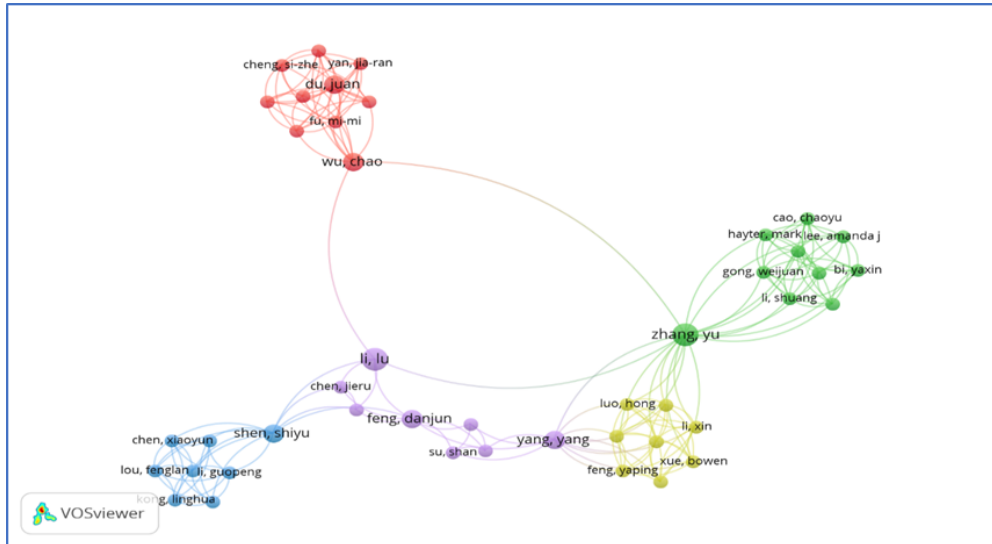 cheng, si-zhe
yan, jia-ran
du, juan
fu, mi-mi
wu, chao
cao, chaoyu
hayter, mark
lee, amanda j
gong, weijuan
bi, yaxin
li, shuang
zhang, yu
li, lu
chen, jieru
feng, danjun
su, shan
yang, yang
luo, hong
li, xin
feng, yaping
xue, bowen
shen, shiyu
chen, xiaoyun
lou, fenglan
li, guopeng
kong, linghua
VOSviewer